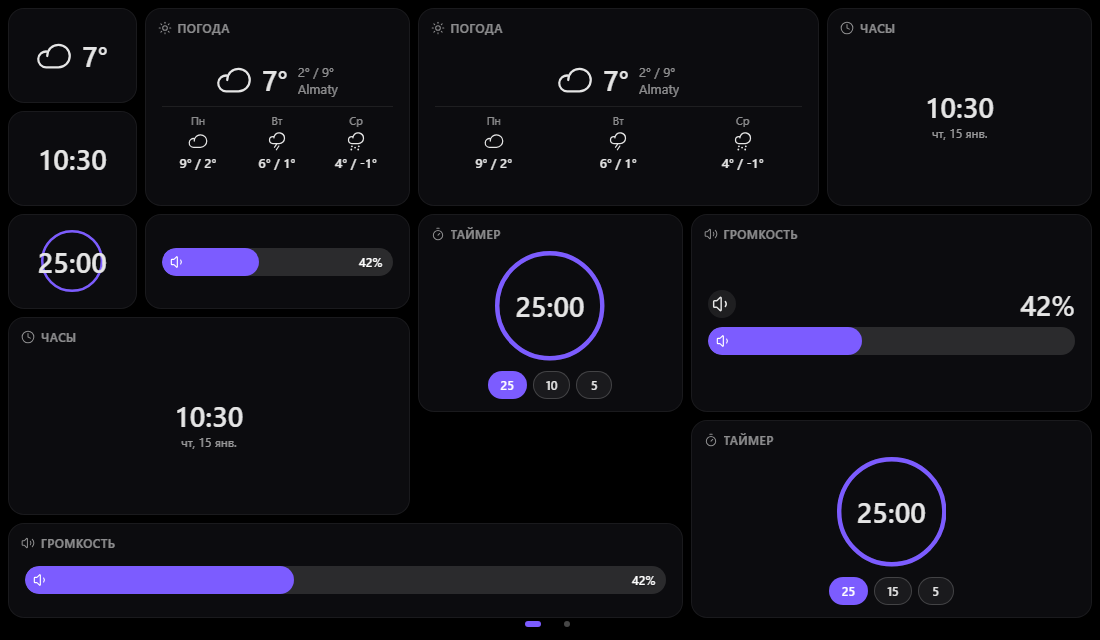 7°
ПОГОДА
7°
2° / 9°
Almaty
Пн
Вт
Ср
9° / 2°
6° / 1°
4° / -1°
ПОГОДА
7°
2° / 9°
Almaty
Пн
Вт
Ср
9° / 2°
6° / 1°
4° / -1°
ЧАСЫ
10:30
чт, 15 янв.
10:30
25:00
42%
ТАЙМЕР
25:00
25
10
5
ГРОМКОСТЬ
42%
ЧАСЫ
10:30
чт, 15 янв.
ТАЙМЕР
25:00
25
15
5
ГРОМКОСТЬ
42%